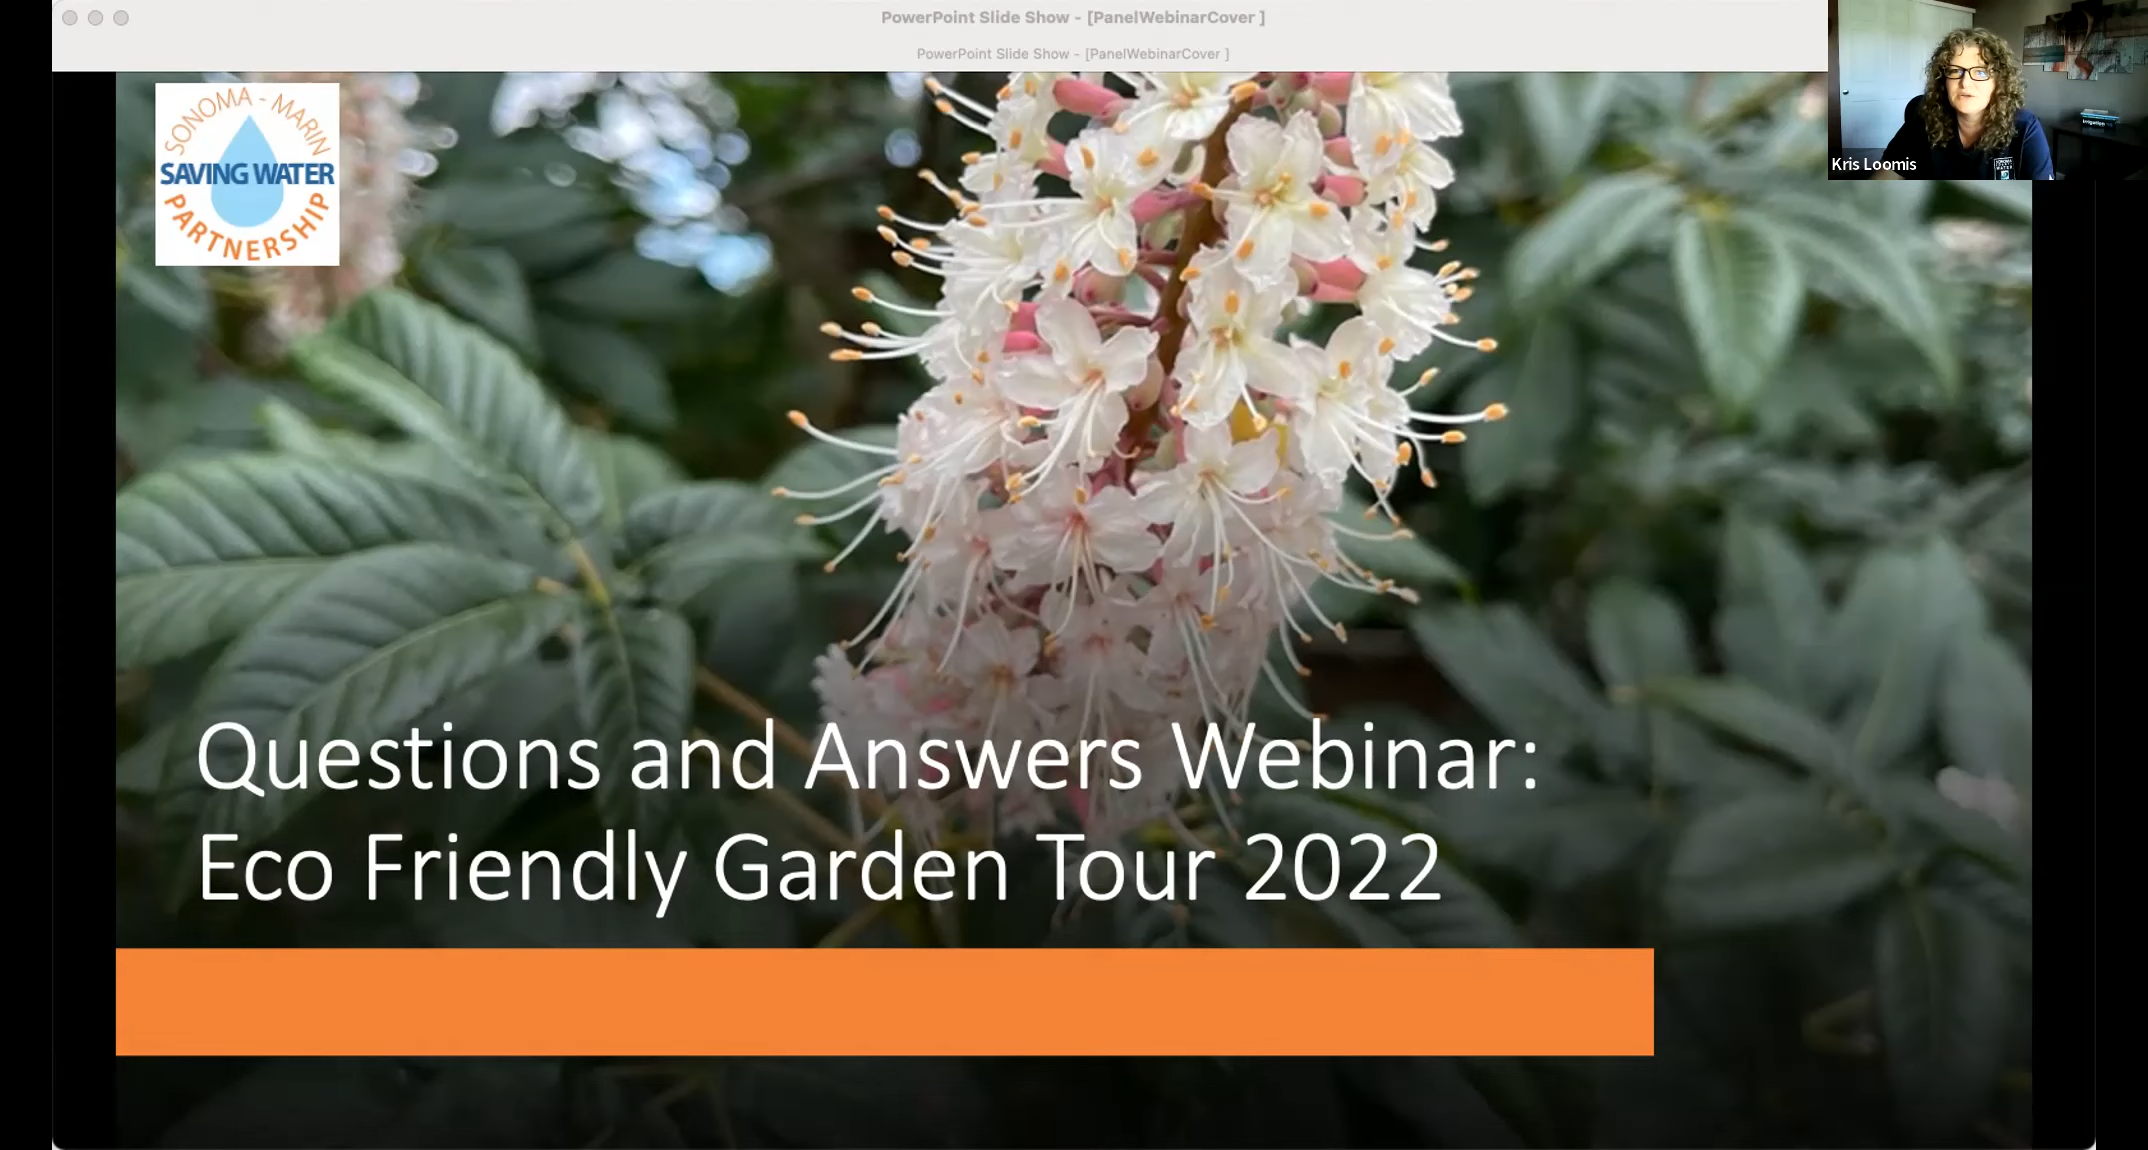 PowerPoint Slide Show - [PanelWebinarCover ]
PowerPoint Slide Show - [PanelWebinarCover ]
SONOMA - MARIN
SAVING WATER
PARTNERSHIP
Kris Loomis
Questions and Answers Webinar:
Eco Friendly Garden Tour 2022